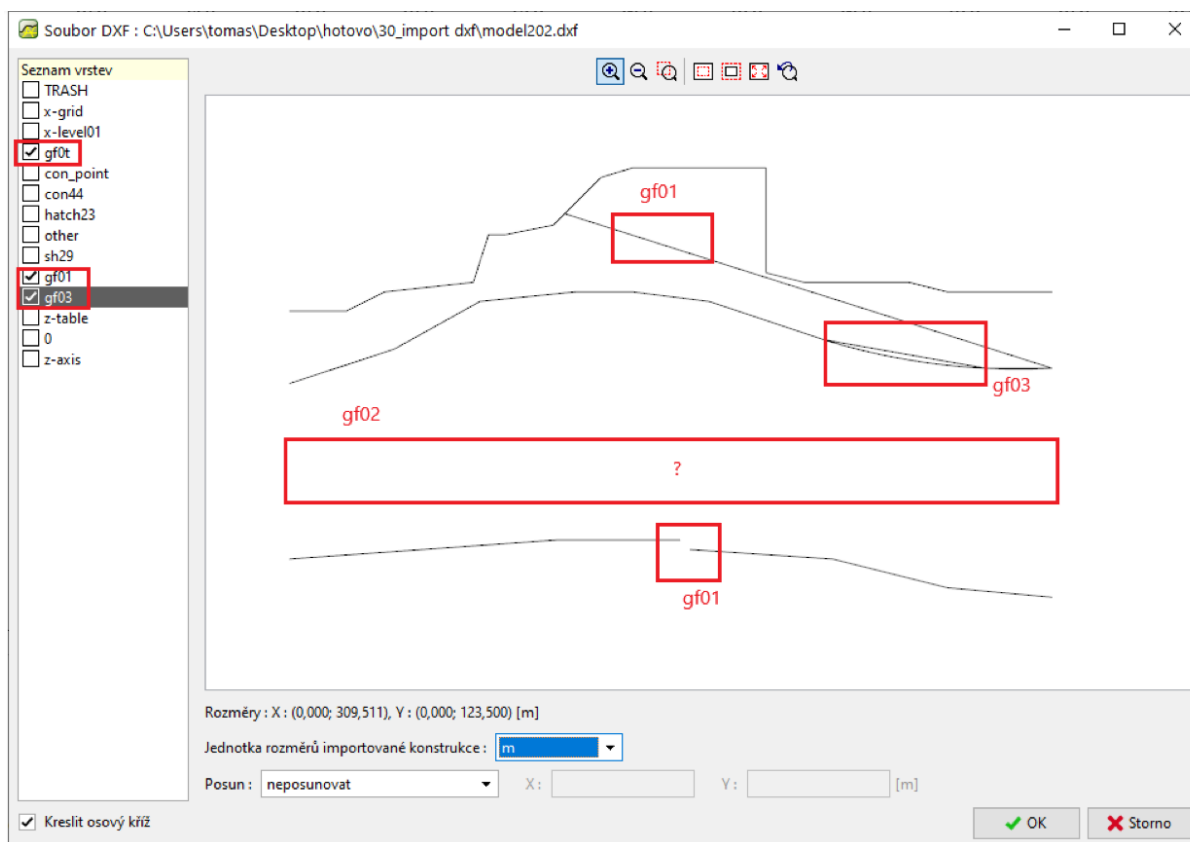 Soubor DXF : C:\Users\tomas\Desktop\hotovo\30_import dxf\model202.dxf
Seznam vrstev
TRASH
x-grid
x-level01
gf0t
con_point
con44
hatch23
other
sh29
gf01
gf03
z-table
0
z-axis
gf01
gf03
gf02
?
gf01
Rozměry : X : (0,000; 309,511), Y : (0,000; 123,500) [m]
Jednotka rozměrů importované konstrukce : m
Posun : neposunovat X : Y : [m]
Kreslit osový kříž
OK Storno